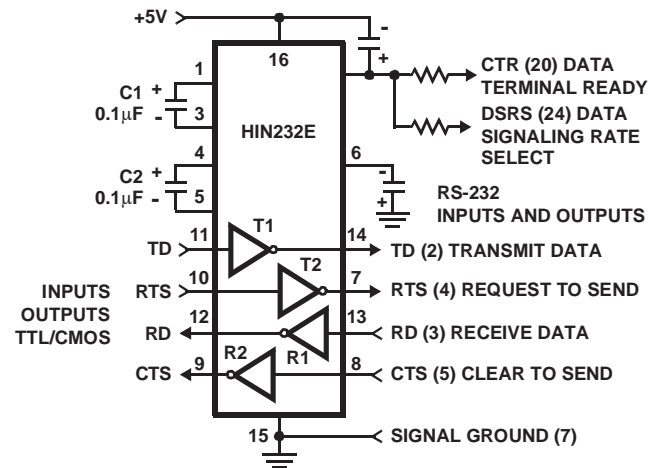 +5V
-
+
16
1
C1 +
0.1μF -
3
HIN232E
CTR (20) DATA
TERMINAL READY
DSRS (24) DATA
SIGNALING RATE
SELECT
4
C2 +
0.1μF -
5
6
-
+
RS-232
INPUTS AND OUTPUTS
T1
TD 11
14 TD (2) TRANSMIT DATA
T2
RTS 10
7 RTS (4) REQUEST TO SEND
INPUTS
OUTPUTS
TTL/CMOS
RD 12
13 RD (3) RECEIVE DATA
R2 R1
CTS 9
8 CTS (5) CLEAR TO SEND
15
SIGNAL GROUND (7)